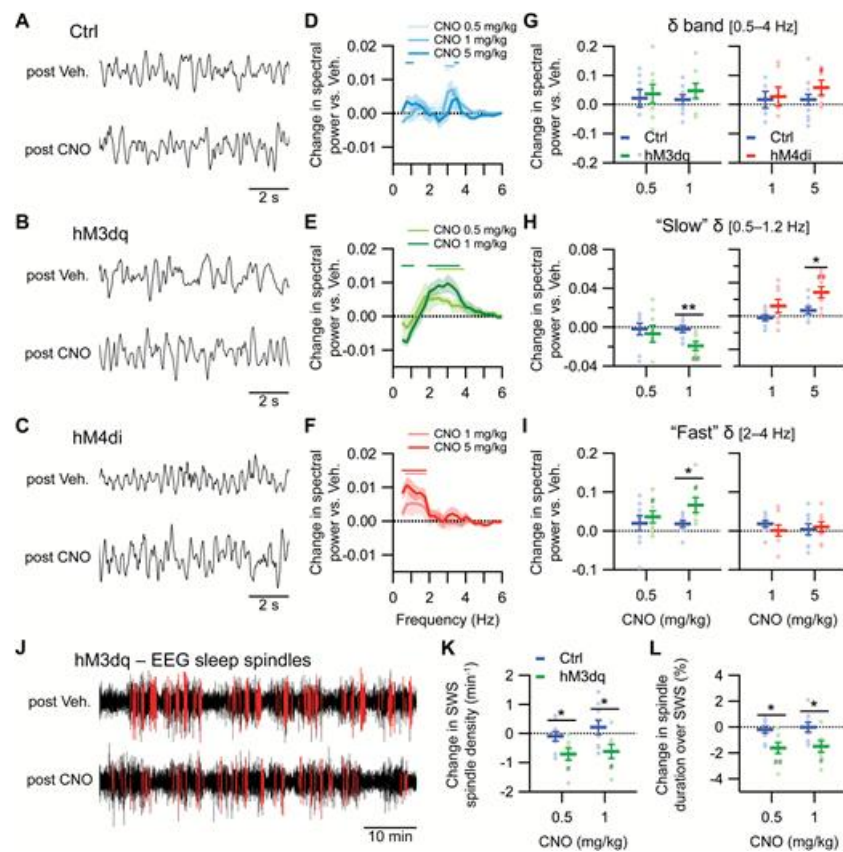 A
Ctrl
post Veh.
post CNO
2 s
B
hM3dq
post Veh.
post CNO
2 s
C
hM4di
post Veh.
post CNO
2 s
D
CNO 0.5 mg/kg
CNO 1 mg/kg
CNO 5 mg/kg
Change in spectral
power vs. Veh.
0.02
0.01
0.00
-0.01
0 2 4 6
E
CNO 0.5 mg/kg
CNO 1 mg/kg
Change in spectral
power vs. Veh.
0.02
0.01
0.00
-0.01
0 2 4 6
F
CNO 1 mg/kg
CNO 5 mg/kg
Change in spectral
power vs. Veh.
0.02
0.01
0.00
-0.01
0 2 4 6
Frequency (Hz)
G
δ band [0.5–4 Hz]
Change in spectral
power vs. Veh.
0.2
0.1
0.0
-0.1
-0.2
Ctrl
hM3dq
Ctrl
hM4di
0.5 1 1 5
H
"Slow" δ [0.5–1.2 Hz]
Change in spectral
power vs. Veh.
0.08
0.04
0.00
-0.04
**
##
*
##
0.5 1 1 5
I
"Fast" δ [2–4 Hz]
Change in spectral
power vs. Veh.
0.2
0.1
0.0
-0.1
*
0.5 1 1 5
CNO (mg/kg) CNO (mg/kg)
J
hM3dq – EEG sleep spindles
post Veh.
post CNO
10 min
K
Ctrl
hM3dq
Change in SWS
spindle density (min⁻¹)
2
1
0
-1
-2
* *
# #
0.5 1
CNO (mg/kg)
L
Change in spindle
duration over SWS (%)
4
2
0
-2
-4
* *
## #
0.5 1
CNO (mg/kg)